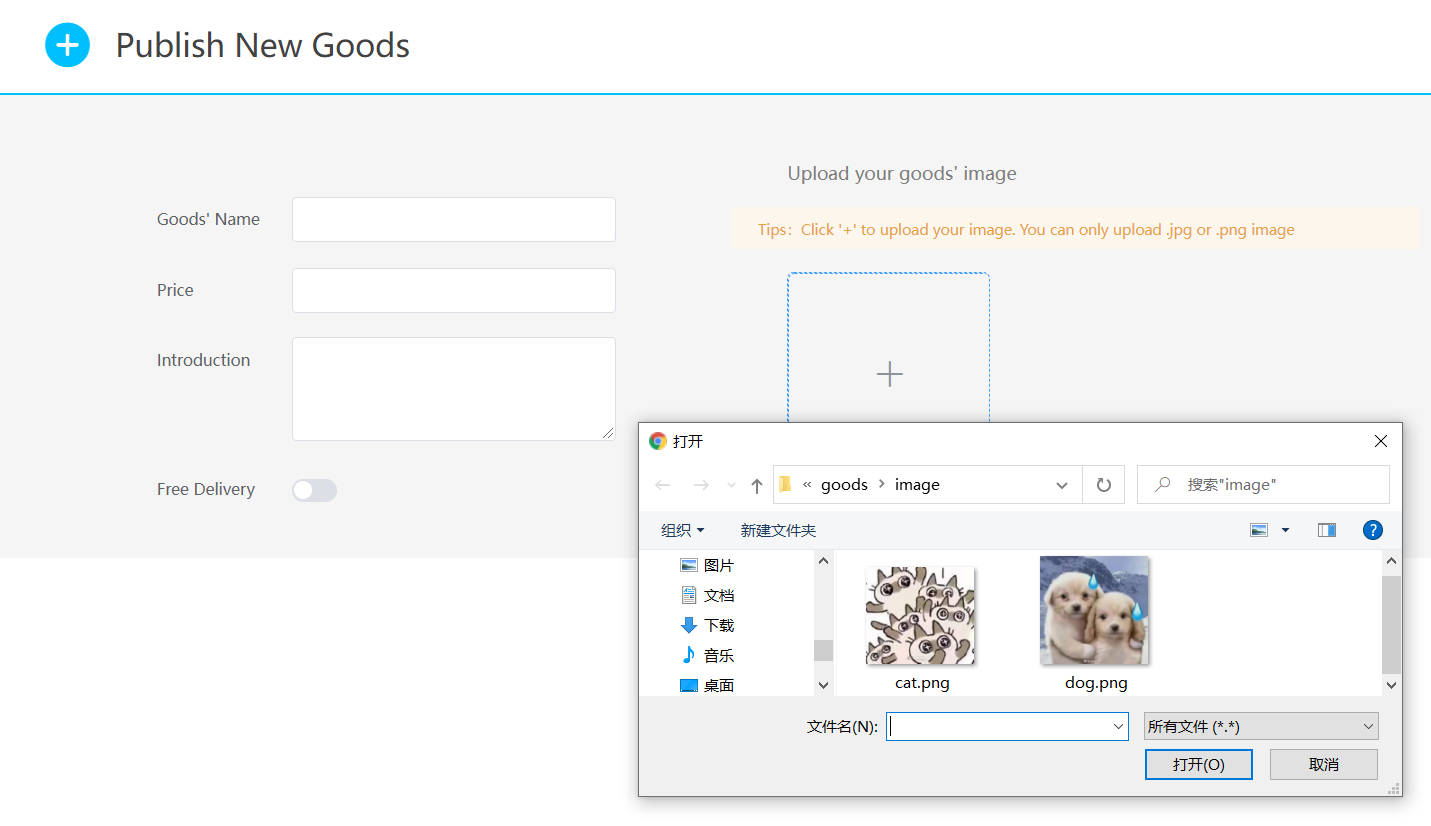 Publish New Goods
Upload your goods' image
Goods' Name
Tips：Click '+' to upload your image. You can only upload .jpg or .png image
Price
Introduction
Free Delivery
打开
« goods › image
搜索"image"
组织
新建文件夹
?
图片
文档
下载
音乐
桌面
cat.png
dog.png
文件名(N):
所有文件 (*.*)
打开(O)
取消